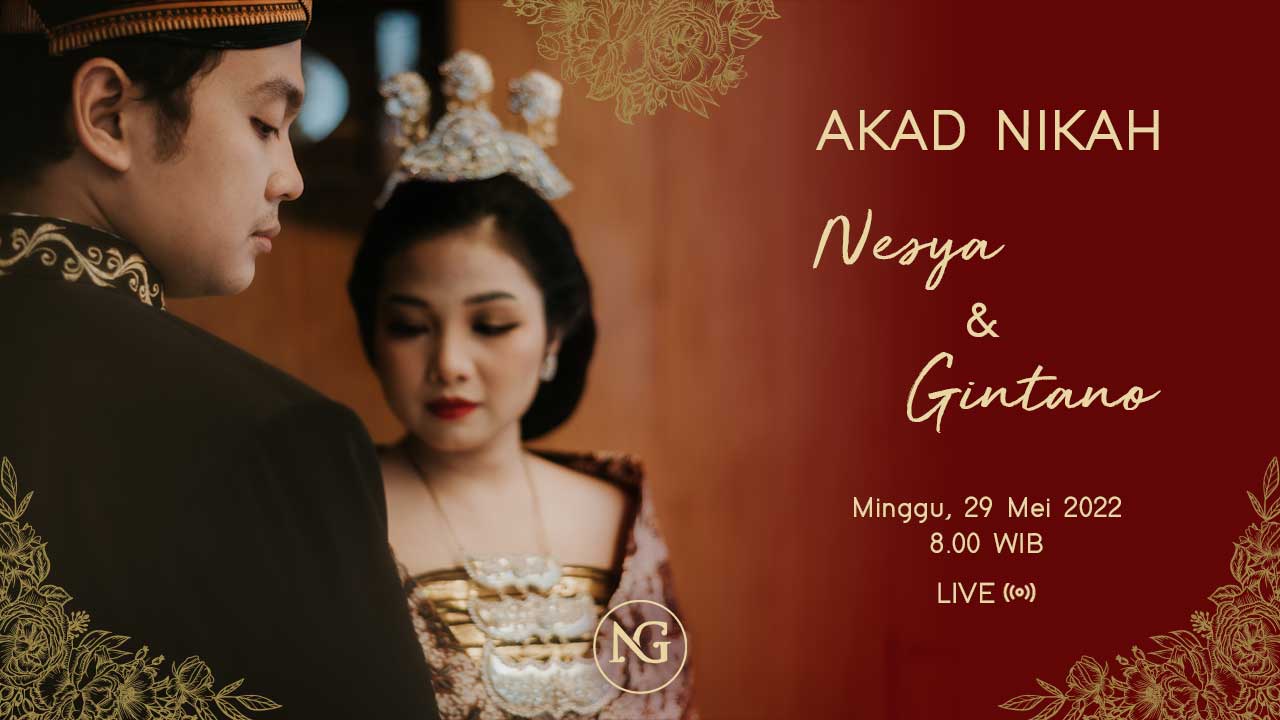 AKAD NIKAH
Nesya
&
Gintano
Minggu, 29 Mei 2022
8.00 WIB
LIVE
NG